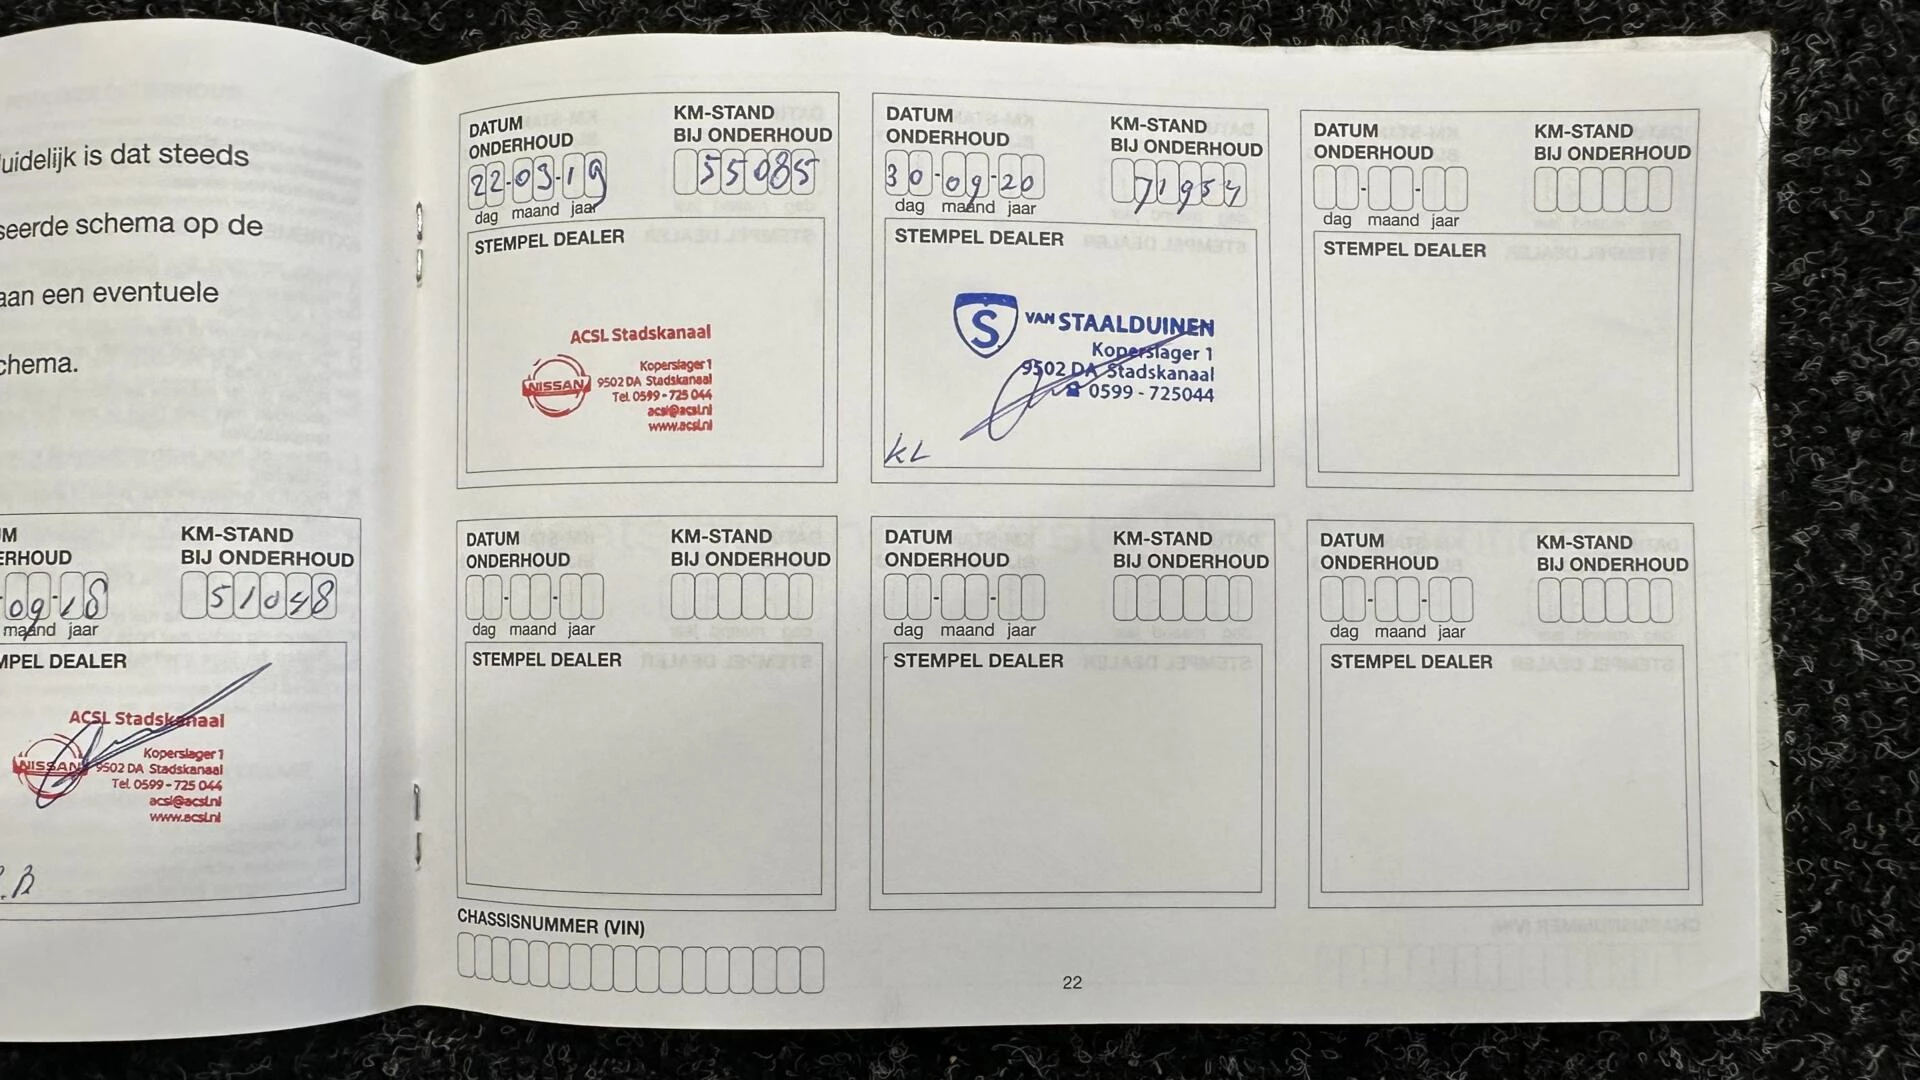 uidelijk is dat steeds
seerde schema op de
aan een eventuele
chema.
KM-STAND
ERHOUD BIJ ONDERHOUD
09-18 51048
maand jaar
MPEL DEALER
ACSL Stadskanaal
Koperslager 1
NISSAN 9502 DA Stadskanaal
Tel. 0599 - 725 044
acsl@acsl.nl
www.acsl.nl
DATUM KM-STAND
ONDERHOUD BIJ ONDERHOUD
22-03-19 55085
dag maand jaar
STEMPEL DEALER
ACSL Stadskanaal
Koperslager 1
NISSAN 9502 DA Stadskanaal
Tel. 0599 - 725 044
acsl@acsl.nl
www.acsl.nl
DATUM KM-STAND
ONDERHOUD BIJ ONDERHOUD
30-09-20 71957
dag maand jaar
STEMPEL DEALER
S VAN STAALDUINEN
Koperslager 1
9502 DA Stadskanaal
☎ 0599 - 725044
KL
DATUM KM-STAND
ONDERHOUD BIJ ONDERHOUD
dag maand jaar
STEMPEL DEALER
DATUM KM-STAND
ONDERHOUD BIJ ONDERHOUD
dag maand jaar
STEMPEL DEALER
DATUM KM-STAND
ONDERHOUD BIJ ONDERHOUD
dag maand jaar
STEMPEL DEALER
DATUM KM-STAND
ONDERHOUD BIJ ONDERHOUD
dag maand jaar
STEMPEL DEALER
CHASSISNUMMER (VIN)
22